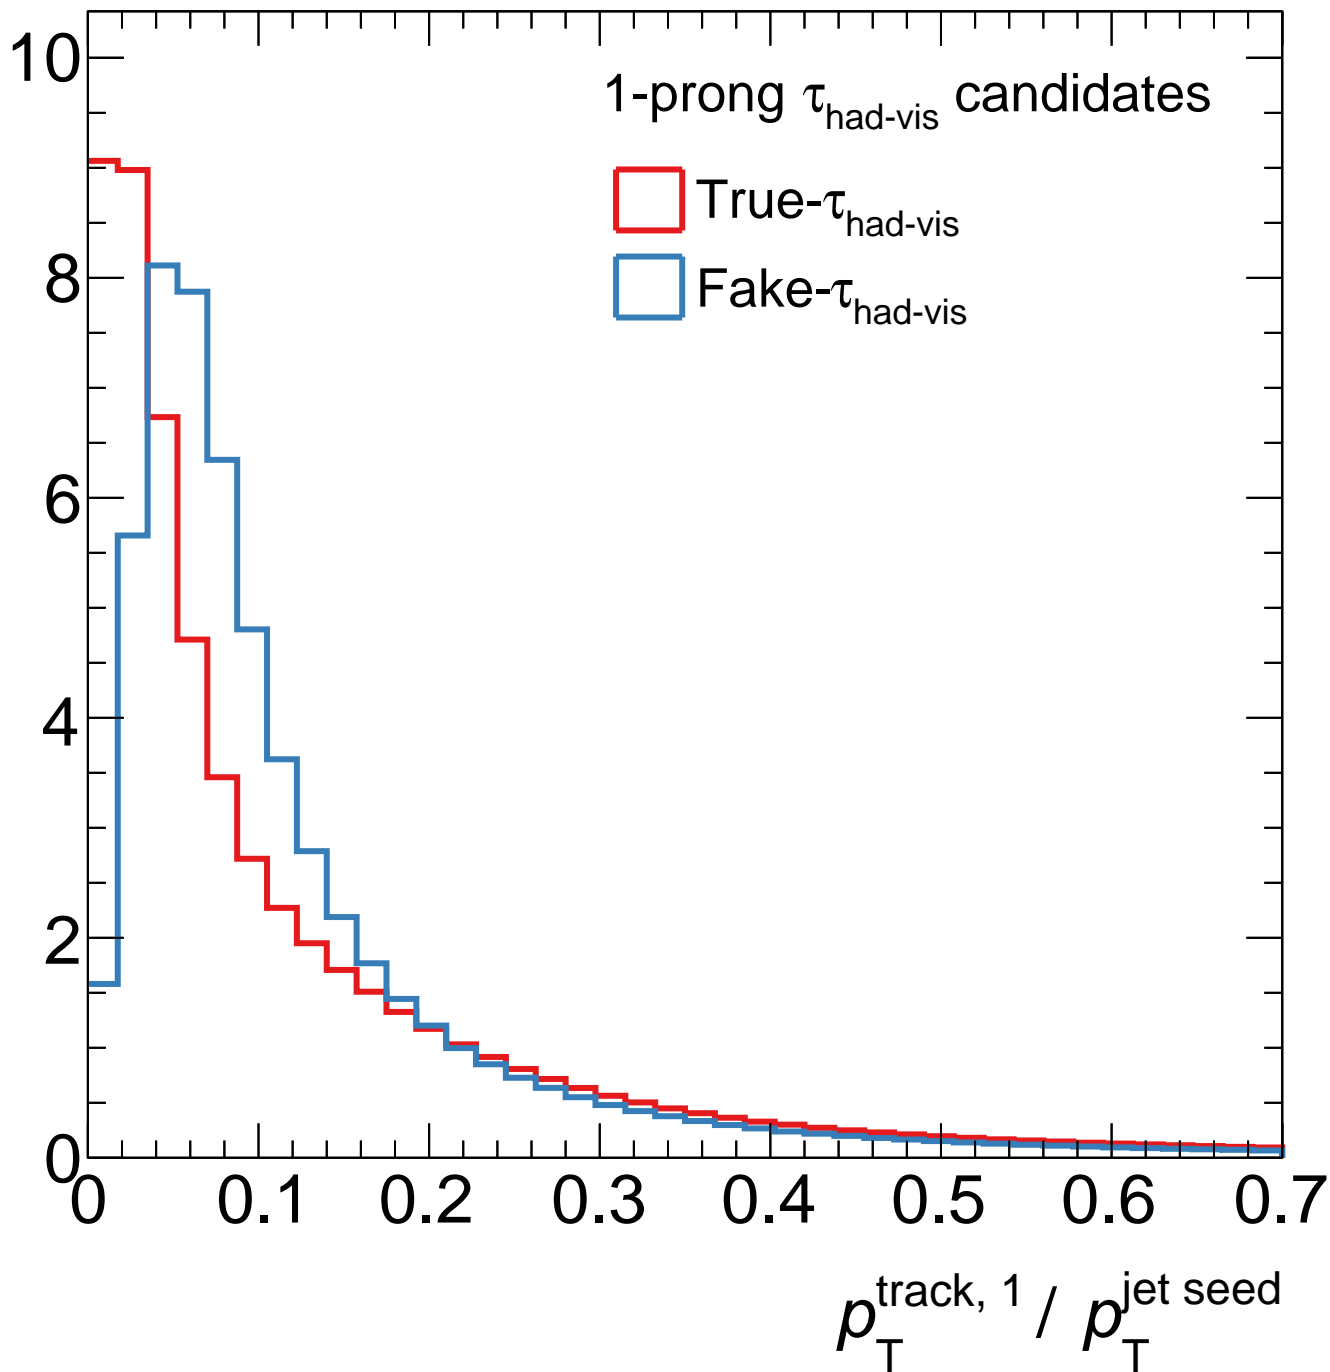 10
8
6
4
2
0
1-prong τhad-vis candidates
True-τhad-vis
Fake-τhad-vis
0 0.1 0.2 0.3 0.4 0.5 0.6 0.7
pTtrack, 1 / pTjet seed